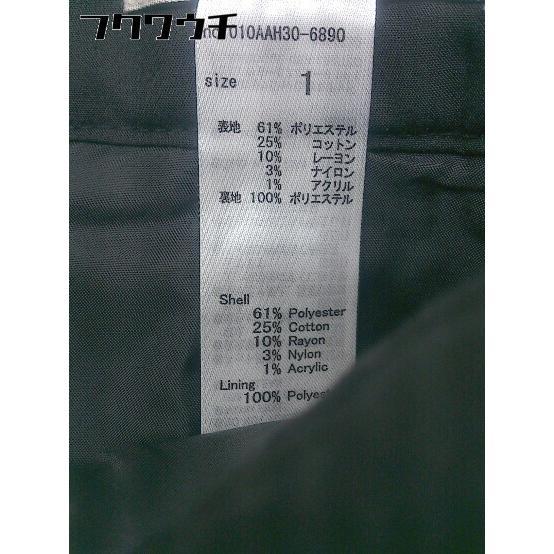 フクワウチ
no. 010AAH30-6890
size 1
表地 61% ポリエステル
25% コットン
10% レーヨン
3% ナイロン
1% アクリル
裏地 100% ポリエステル
Shell
61% Polyester
25% Cotton
10% Rayon
3% Nylon
1% Acrylic
Lining
100%